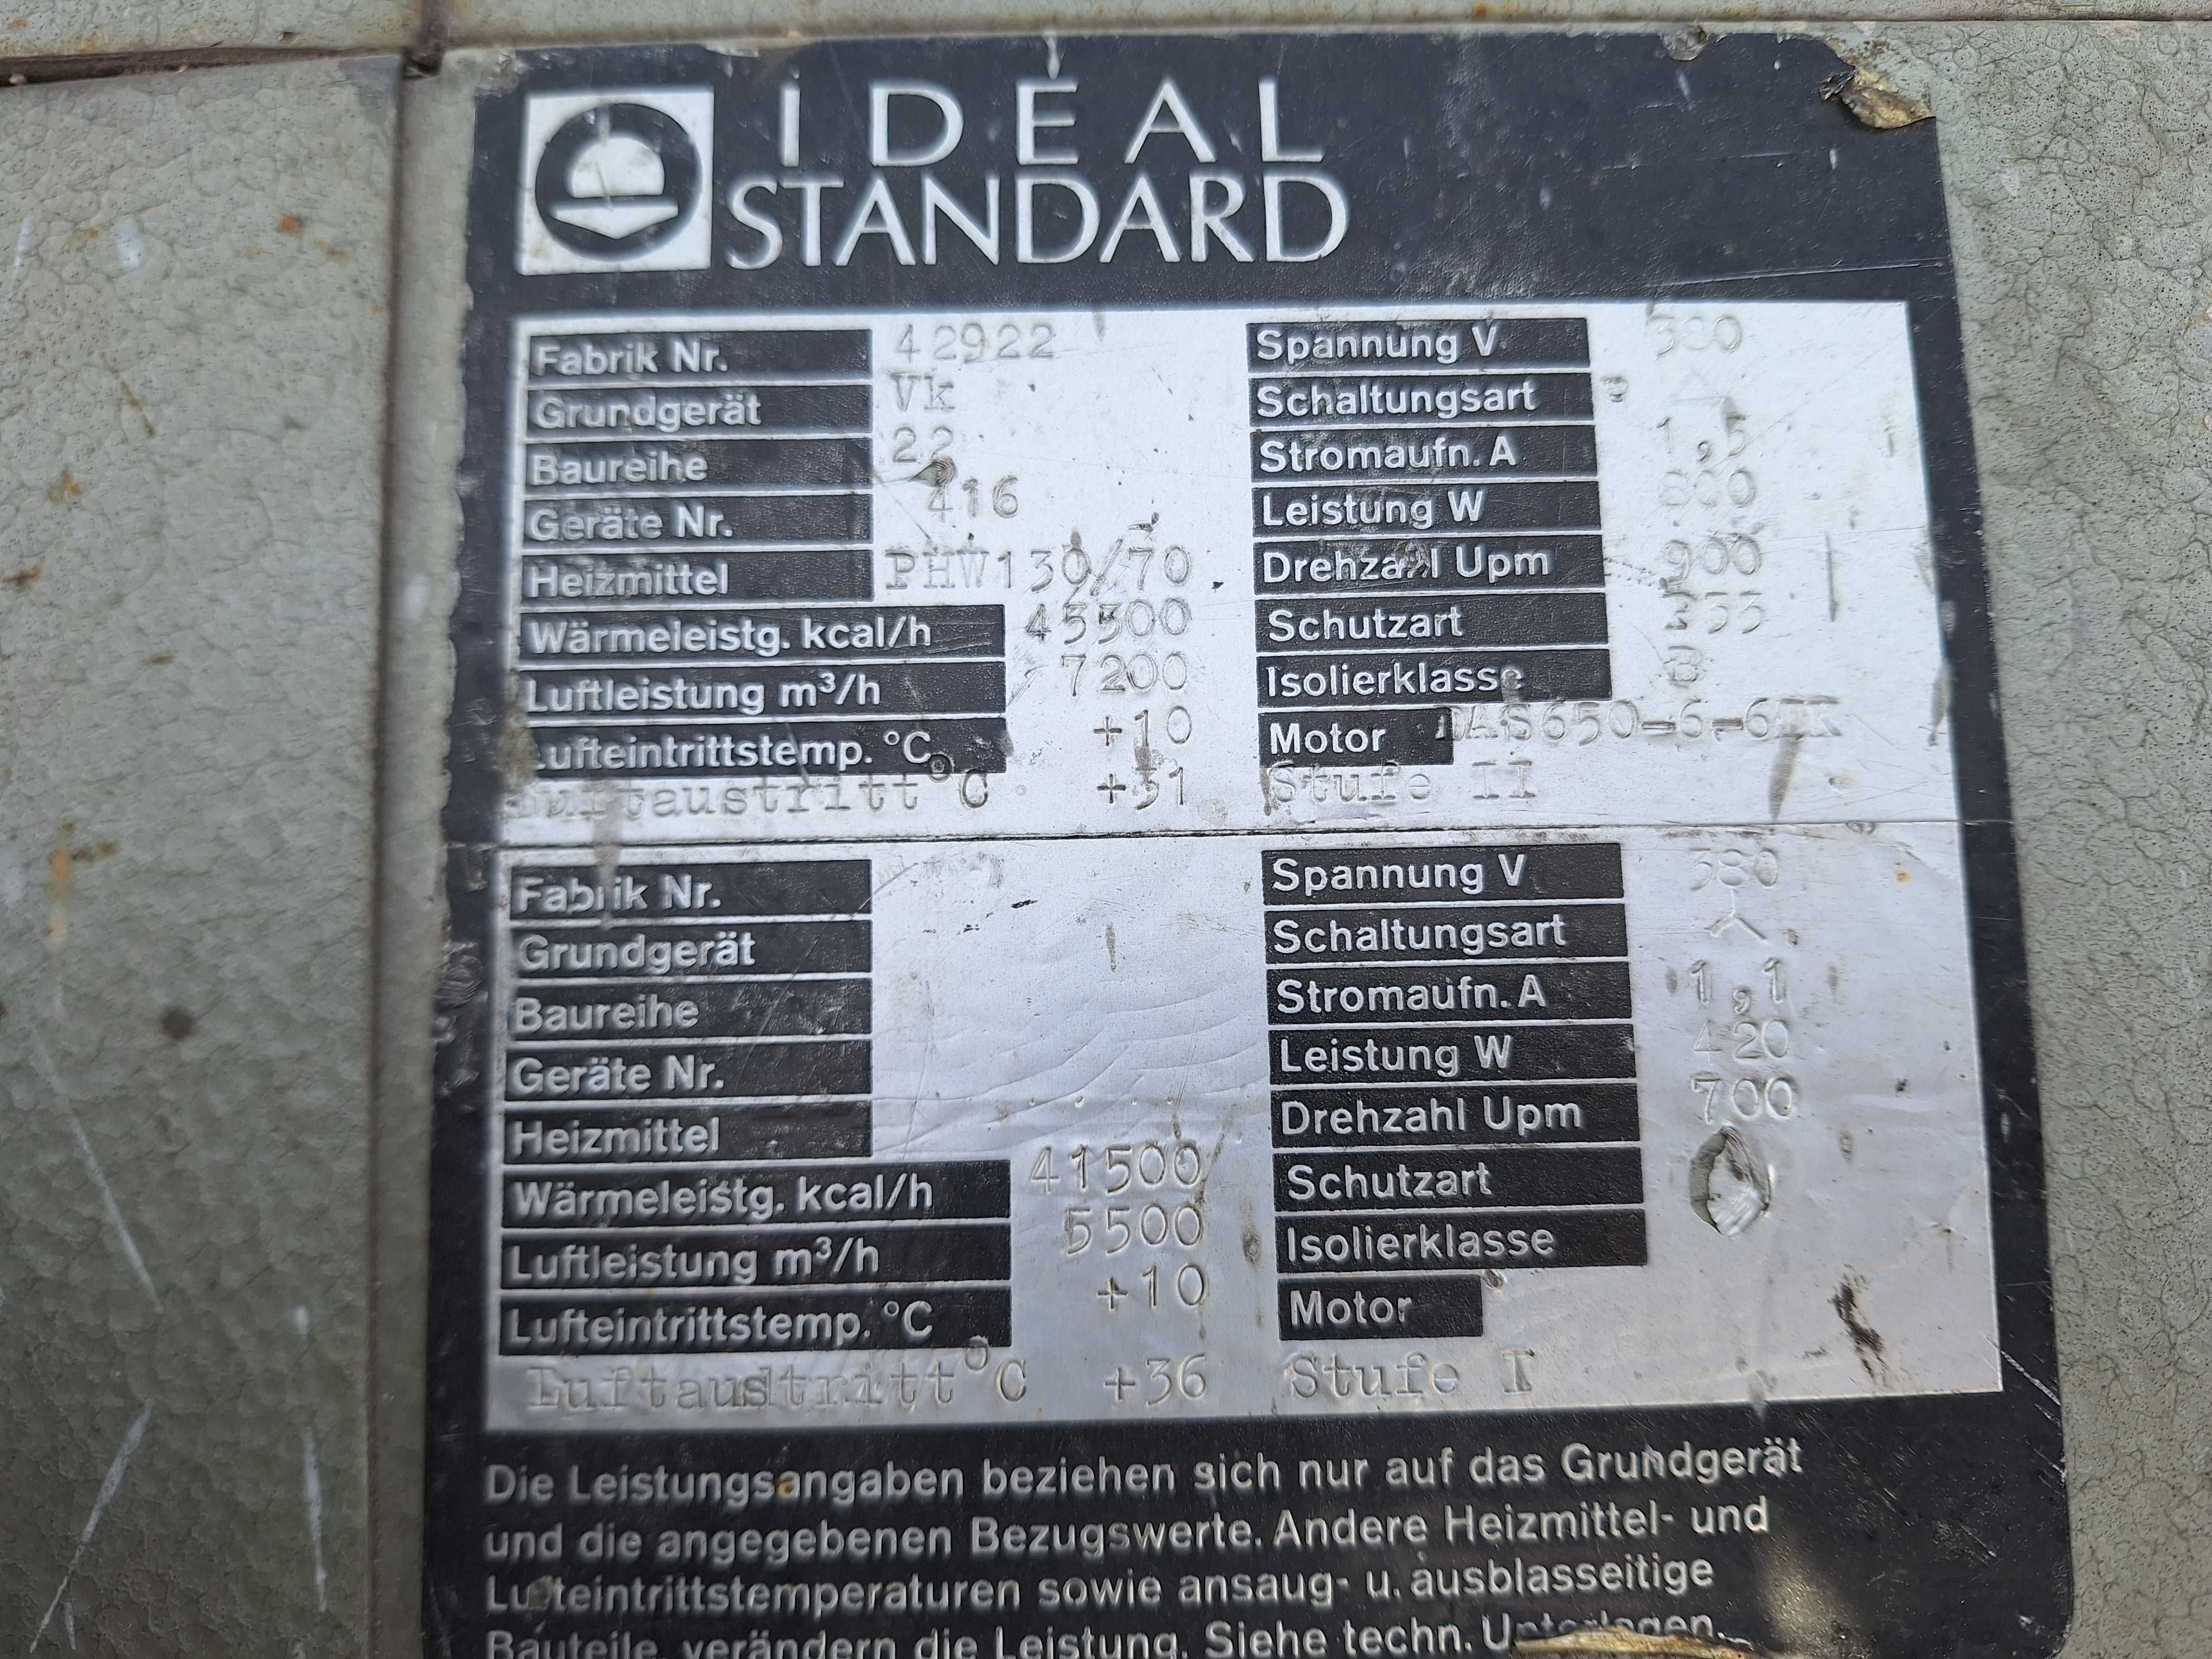 IDEAL
STANDARD
Fabrik Nr. 42922
Grundgerät Vk
Baureihe 22
Geräte Nr. 416
Heizmittel PHW130/70
Wärmeleistg. kcal/h 45500
Luftleistung m³/h 7200
Lufteintrittstemp. °C +10
Luftaustritt °C +31
Spannung V 380
Schaltungsart △
Stromaufn. A 1,5
Leistung W 800
Drehzahl Upm 900
Schutzart
Isolierklasse B
Motor
Stufe II
Fabrik Nr.
Grundgerät
Baureihe
Geräte Nr.
Heizmittel
Wärmeleistg. kcal/h 41500
Luftleistung m³/h 5500
Lufteintrittstemp. °C +10
Luftaustritt °C +36
Spannung V 380
Schaltungsart
Stromaufn. A 1,1
Leistung W 420
Drehzahl Upm 700
Schutzart
Isolierklasse
Motor
Stufe I
Die Leistungsangaben beziehen sich nur auf das Grundgerät
und die angegebenen Bezugswerte. Andere Heizmittel- und
Lufteintrittstemperaturen sowie ansaug- u. ausblasseitige
Bauteile verändern die Leistung. Siehe techn. Unterlagen.